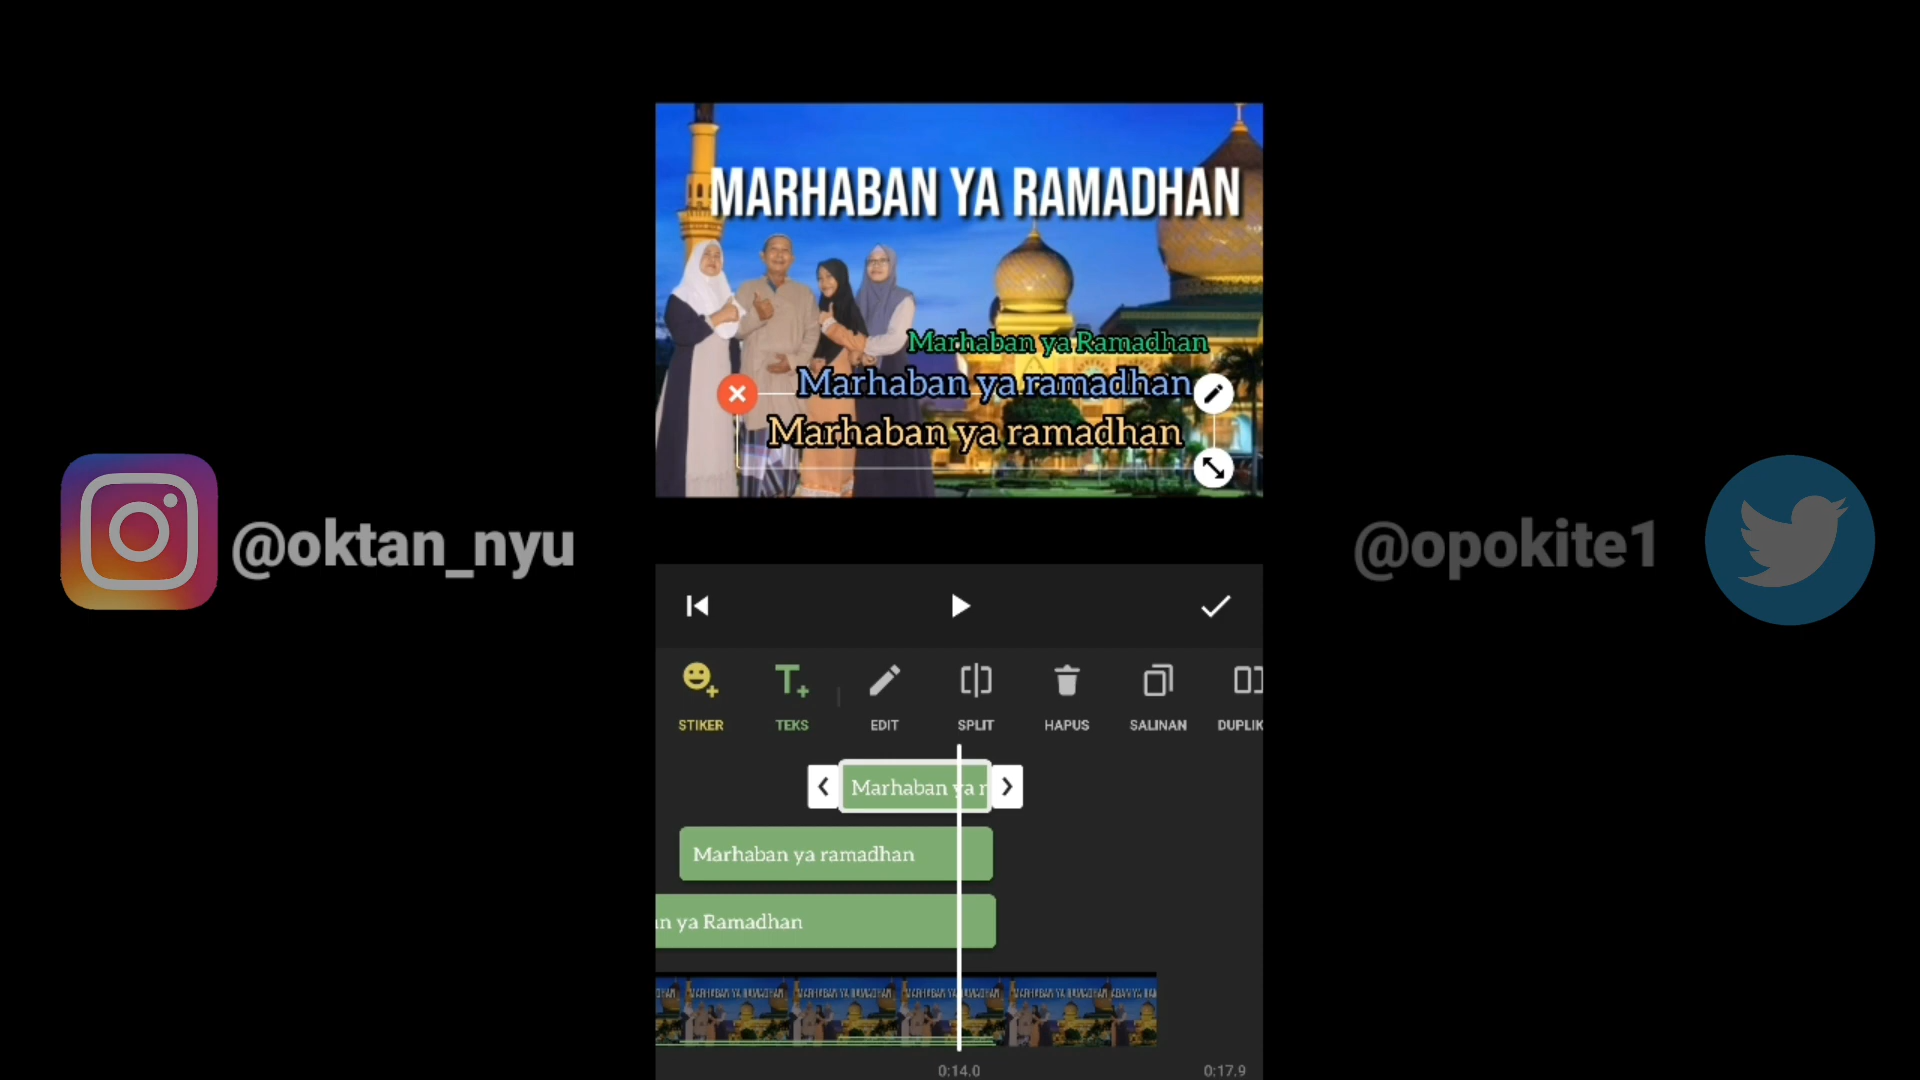 MARHABAN YA RAMADHAN
Marhaban ya Ramadhan
Marhaban ya ramadhan
Marhaban ya ramadhan
@oktan_nyu
@opokite1
STIKER TEKS EDIT SPLIT HAPUS SALINAN DUPLIK
Marhaban ya r
Marhaban ya ramadhan
n ya Ramadhan
0:14.0 0:17.9